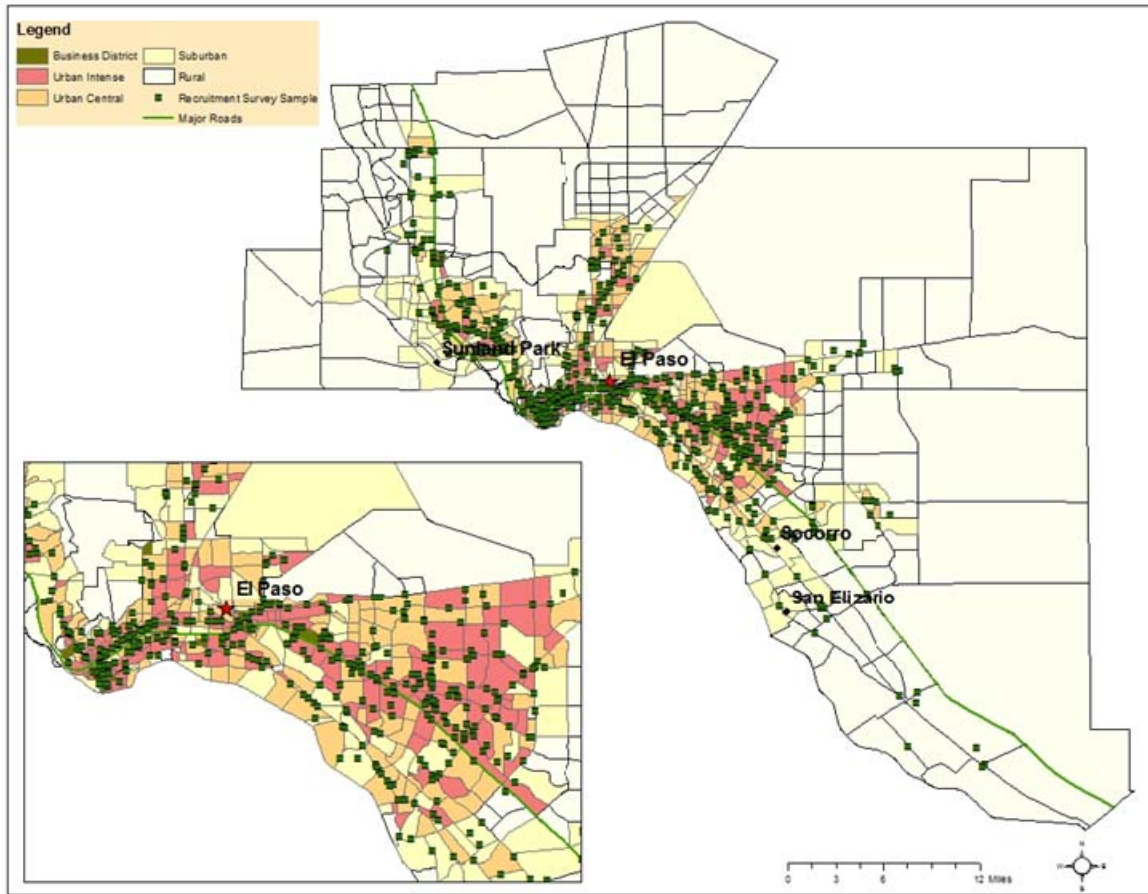 Legend
Business District
Suburban
Urban Intense
Rural
Urban Central
Recruitment Survey Sample
Major Roads
Sunland Park
El Paso
Socorro
San Elizario
El Paso
0 3 6 12 Miles
N
W E
S